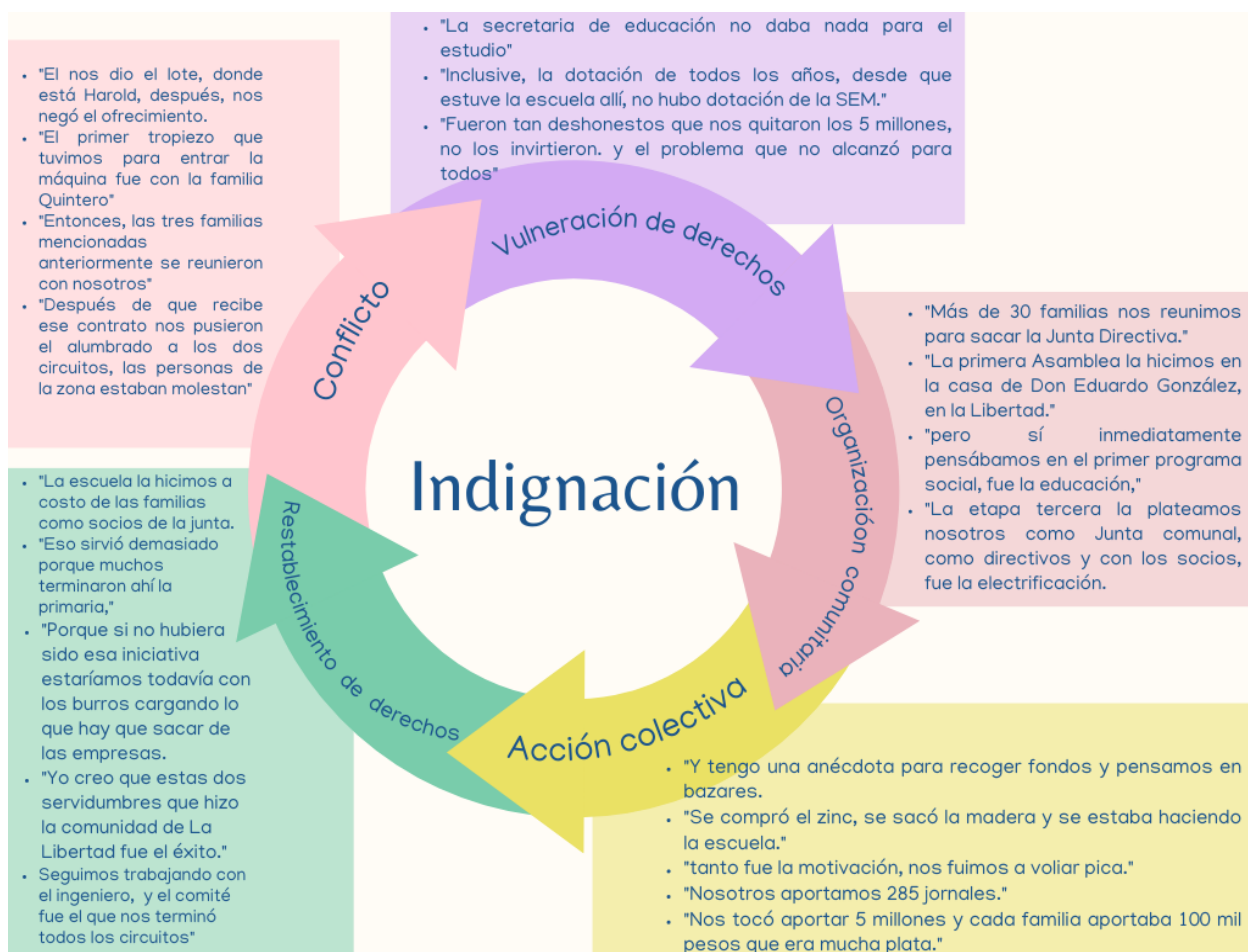 • "La secretaria de educación no daba nada para el
estudio"
• "Inclusive, la dotación de todos los años, desde que
estuve la escuela allí, no hubo dotación de la SEM."
• "Fueron tan deshonestos que nos quitaron los 5 millones,
no los invirtieron. y el problema que no alcanzó para
todos"
• "El nos dio el lote, donde
está Harold, después, nos
negó el ofrecimiento.
• "El primer tropiezo que
tuvimos para entrar la
máquina fue con la familia
Quintero"
• "Entonces, las tres familias
mencionadas
anteriormente se reunieron
con nosotros"
• "Después de que recibe
ese contrato nos pusieron
el alumbrado a los dos
circuitos, las personas de
la zona estaban molestan"
Vulneración de derechos
Conflicto
• "Más de 30 familias nos reunimos
para sacar la Junta Directiva."
• "La primera Asamblea la hicimos en
la casa de Don Eduardo González,
en la Libertad."
• "pero sí inmediatamente
pensábamos en el primer programa
social, fue la educación,"
• "La etapa tercera la plateamos
nosotros como Junta comunal,
como directivos y con los socios,
fue la electrificación.
Organizacióon comunitaria
Indignación
• "La escuela la hicimos a
costo de las familias
como socios de la junta.
• "Eso sirvió demasiado
porque muchos
terminaron ahí la
primaria,"
• "Porque si no hubiera
sido esa iniciativa
estaríamos todavía con
los burros cargando lo
que hay que sacar de
las empresas.
• "Yo creo que estas dos
servidumbres que hizo
la comunidad de La
Libertad fue el éxito."
• Seguimos trabajando con
el ingeniero, y el comité
fue el que nos terminó
todos los circuitos"
Restablecimiento de derechos
Acción colectiva
• "Y tengo una anécdota para recoger fondos y pensamos en
bazares.
• "Se compró el zinc, se sacó la madera y se estaba haciendo
la escuela."
• "tanto fue la motivación, nos fuimos a voliar pica."
• "Nosotros aportamos 285 jornales."
• "Nos tocó aportar 5 millones y cada familia aportaba 100 mil
pesos que era mucha plata."